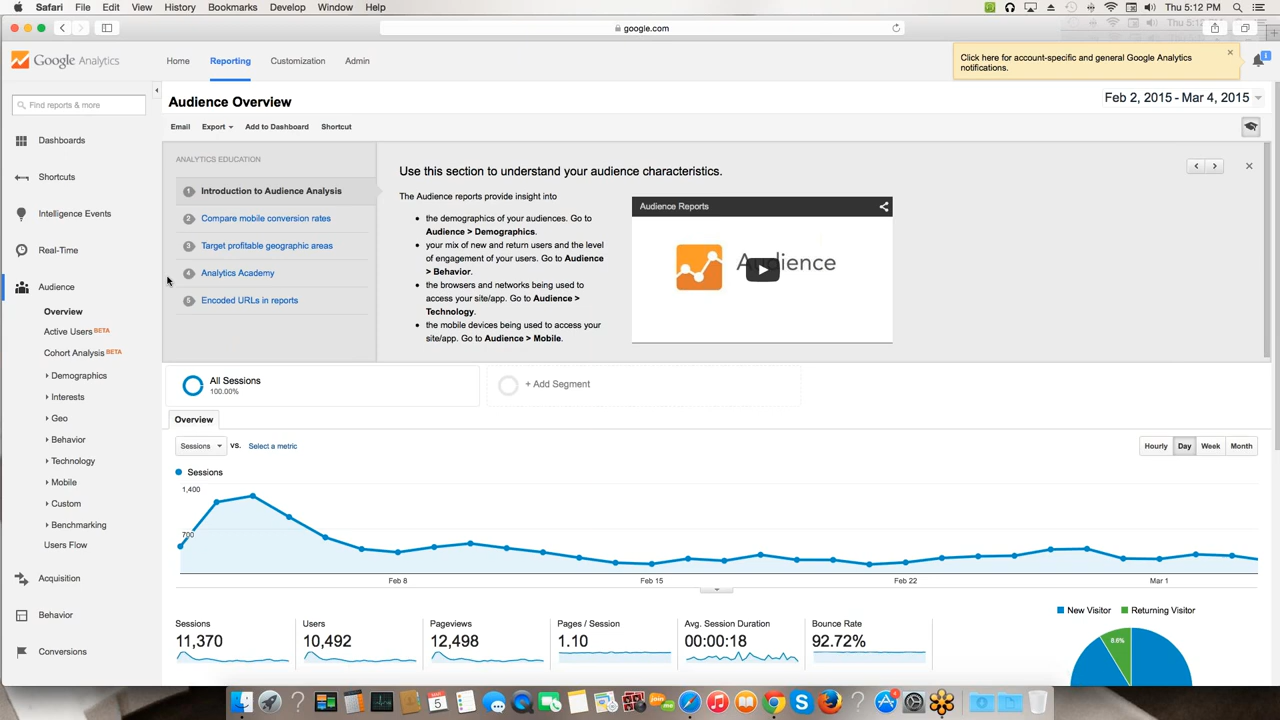 Safari File Edit View History Bookmarks Develop Window Help
Thu 5:12 PM
google.com
Google Analytics
Home Reporting Customization Admin
Click here for account-specific and general Google Analytics
notifications.
1
Find reports & more
Audience Overview
Feb 2, 2015 - Mar 4, 2015
Email Export Add to Dashboard Shortcut
Dashboards
Shortcuts
Intelligence Events
Real-Time
Audience
Overview
Active Users BETA
Cohort Analysis BETA
Demographics
Interests
Geo
Behavior
Technology
Mobile
Custom
Benchmarking
Users Flow
Acquisition
Behavior
Conversions
ANALYTICS EDUCATION
1 Introduction to Audience Analysis
2 Compare mobile conversion rates
3 Target profitable geographic areas
4 Analytics Academy
5 Encoded URLs in reports
Use this section to understand your audience characteristics.
The Audience reports provide insight into
• the demographics of your audiences. Go to
Audience > Demographics.
• your mix of new and return users and the level
of engagement of your users. Go to Audience
> Behavior.
• the browsers and networks being used to
access your site/app. Go to Audience >
Technology.
• the mobile devices being used to access your
site/app. Go to Audience > Mobile.
Audience Reports
Audience
All Sessions
100.00%
+ Add Segment
Overview
Sessions VS. Select a metric
Hourly Day Week Month
Sessions
1,400
700
Feb 8 Feb 15 Feb 22 Mar 1
New Visitor Returning Visitor
Sessions
11,370
Users
10,492
Pageviews
12,498
Pages / Session
1.10
Avg. Session Duration
00:00:18
Bounce Rate
92.72%
8.8%